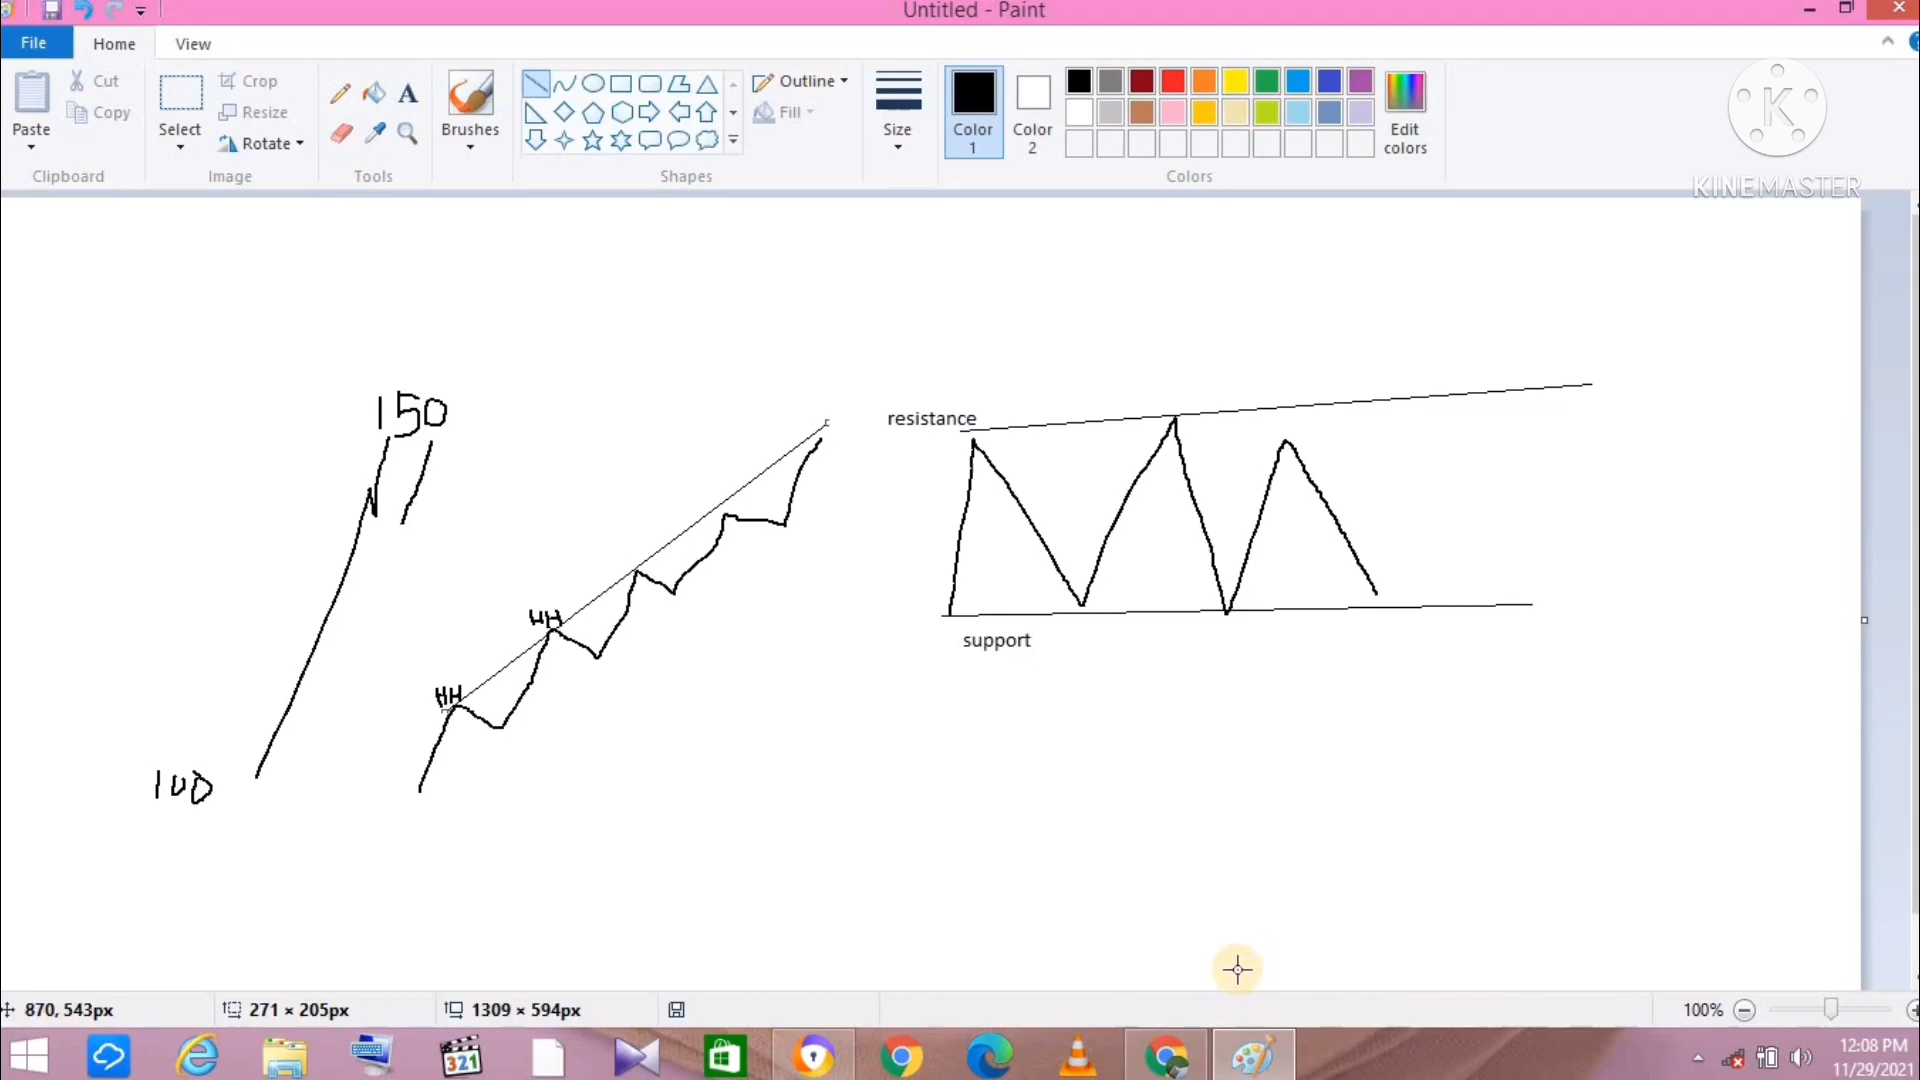 Untitled - Paint
File Home View
Paste
Cut
Copy
Clipboard
Select
Crop
Resize
Rotate
Image
A
Tools
Brushes
Shapes
Outline
Fill
Size
Color 1
Color 2
Edit colors
Colors
K
KINEMASTER
150
resistance
HH
HH
support
100
870, 543px
271 × 205px
1309 × 594px
100%
321
12:08 PM
11/29/2021